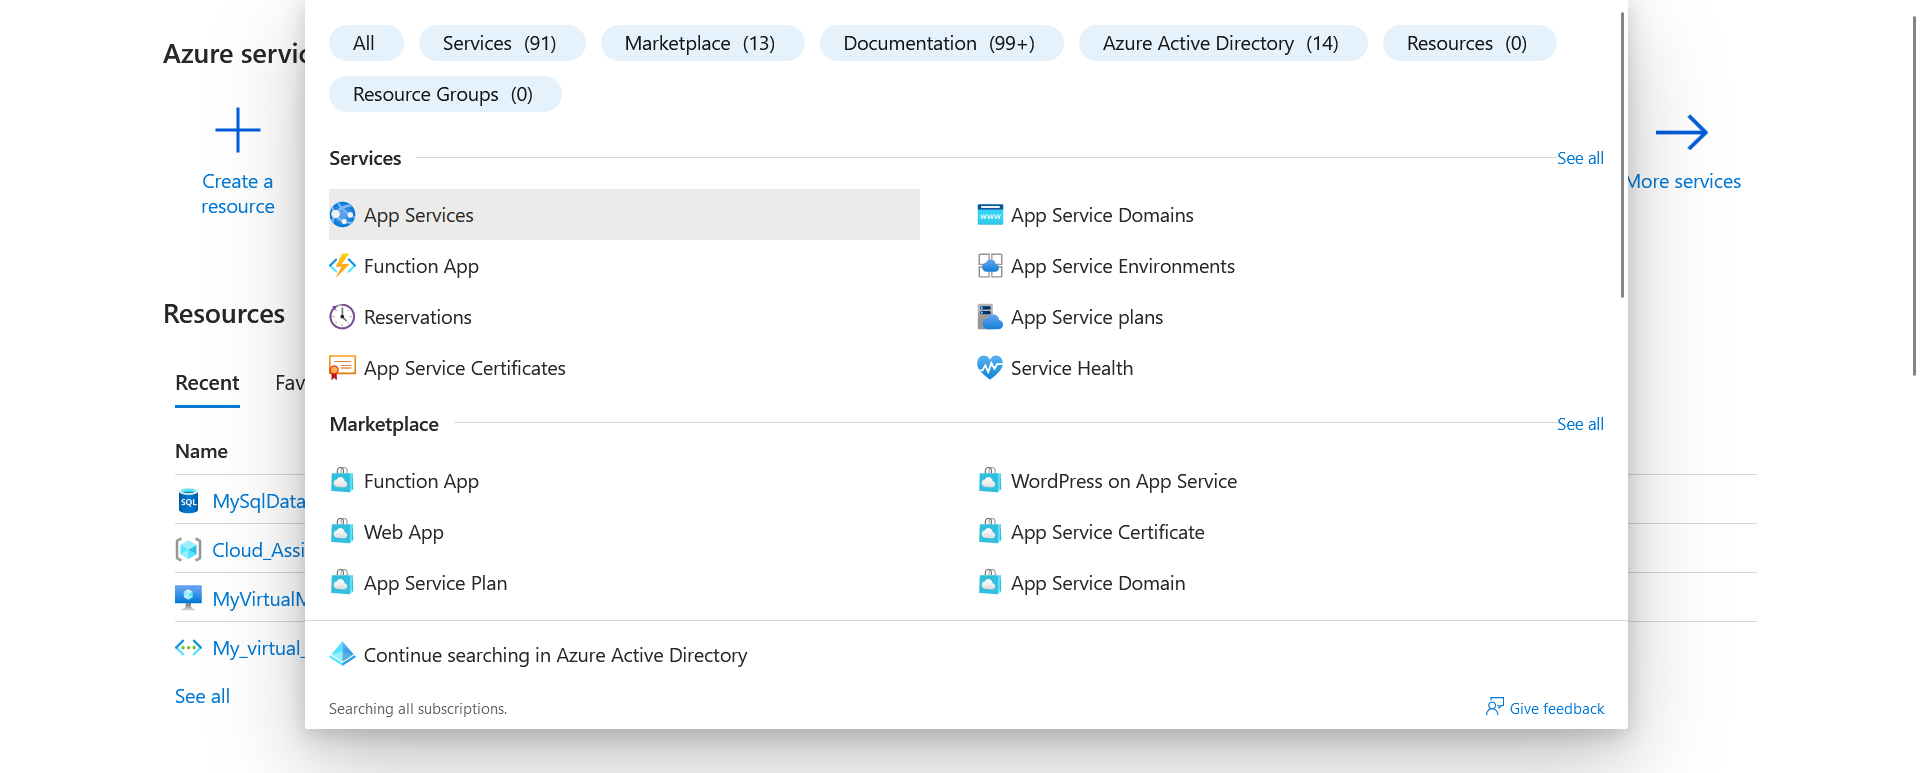 All
Services (91)
Marketplace (13)
Documentation (99+)
Azure Active Directory (14)
Resources (0)
Resource Groups (0)
Azure servic
Create a
resource
More services
Services
See all
App Services
App Service Domains
Function App
App Service Environments
Reservations
App Service plans
App Service Certificates
Service Health
Marketplace
See all
Function App
WordPress on App Service
Web App
App Service Certificate
App Service Plan
App Service Domain
Continue searching in Azure Active Directory
Searching all subscriptions.
Give feedback
Resources
Recent
Fav
Name
SQL
MySqlData
Cloud_Assi
MyVirtualM
My_virtual_
See all
www